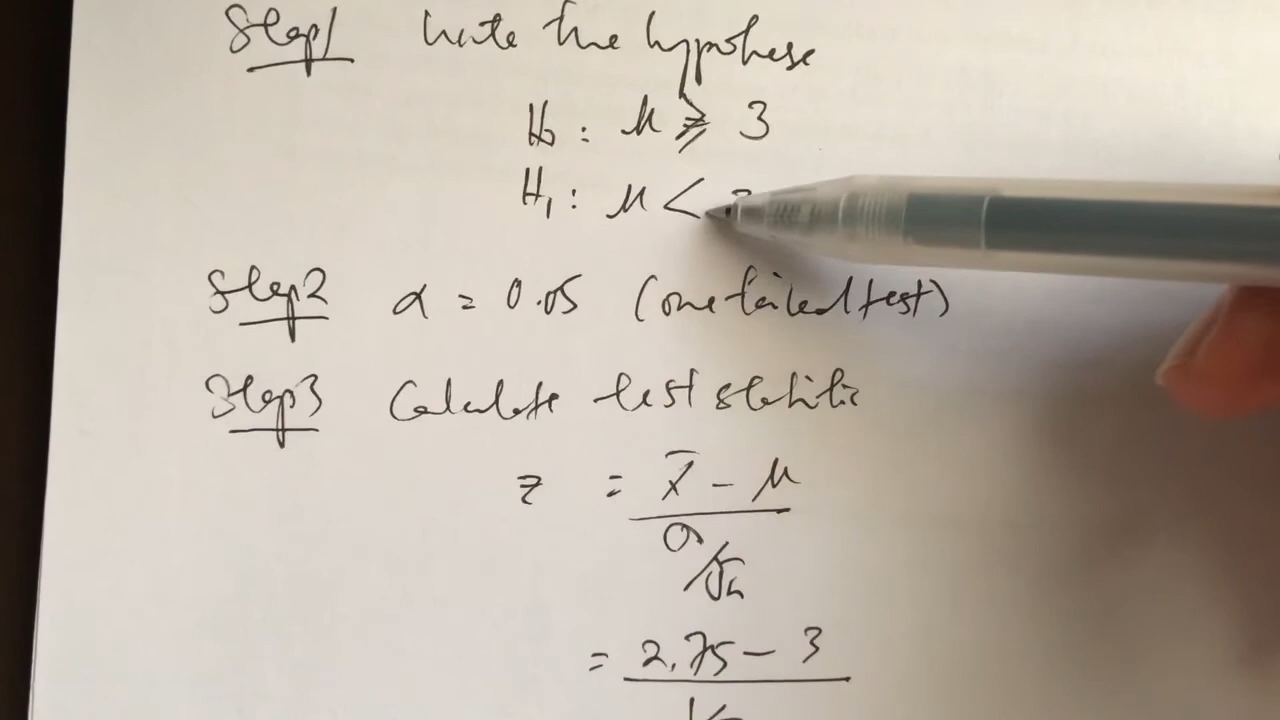 Step1 Write the hypothese
H₀ : μ ⩾ 3
H₁ : μ <
Step2 α = 0.05 (one tailed test)
Step3 Calculate test statistic
z = x̄ - μ
σ/√n
= 2.75 - 3